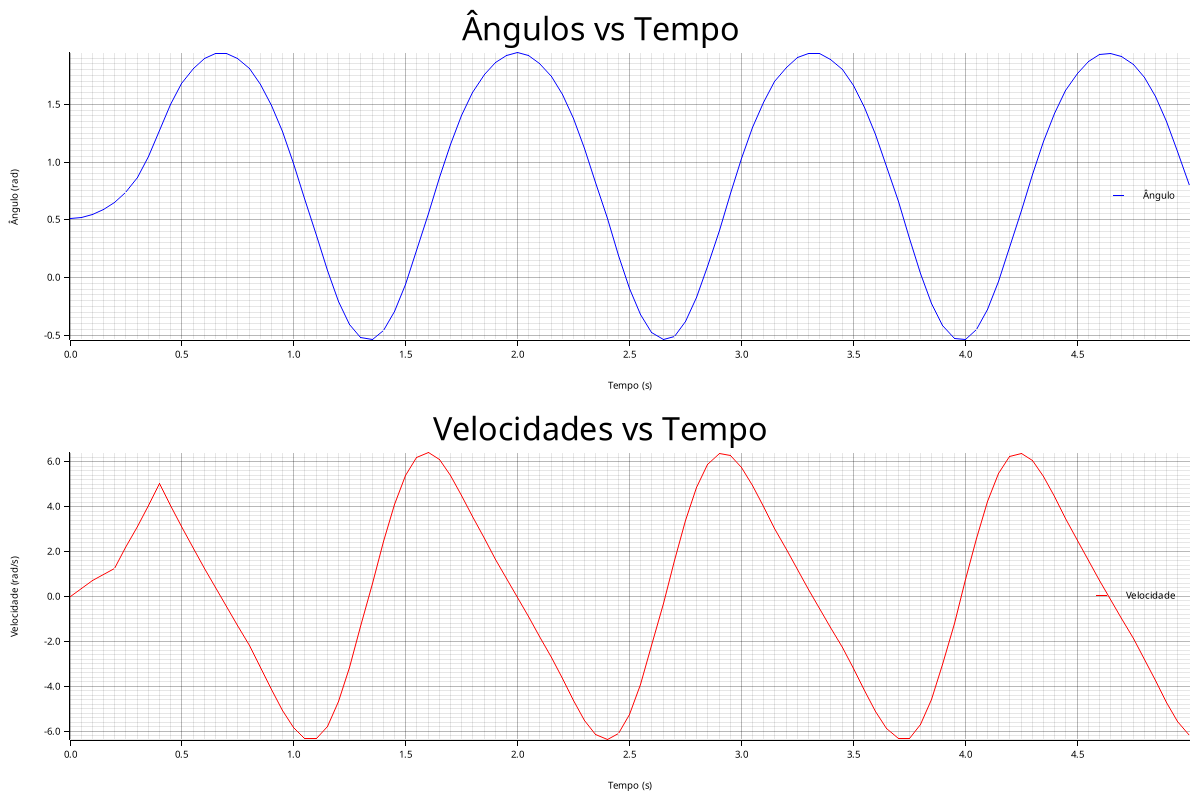 Ângulos vs Tempo
1.5
1.0
0.5
0.0
-0.5
Ângulo (rad)
Ângulo
0.0 0.5 1.0 1.5 2.0 2.5 3.0 3.5 4.0 4.5
Tempo (s)
Velocidades vs Tempo
6.0
4.0
2.0
0.0
-2.0
-4.0
-6.0
Velocidade (rad/s)
Velocidade
0.0 0.5 1.0 1.5 2.0 2.5 3.0 3.5 4.0 4.5
Tempo (s)